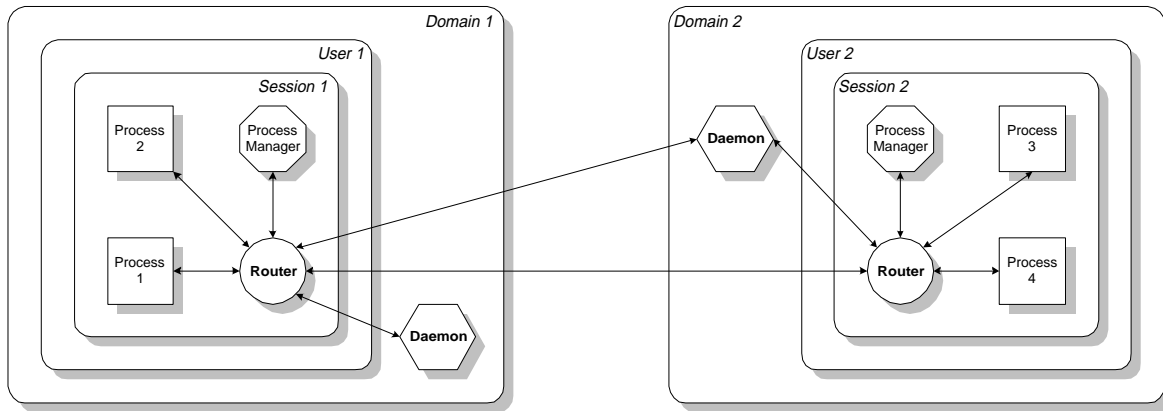 Domain 1
User 1
Session 1
Process
2
Process
Manager
Process
1
Router
Daemon
Domain 2
User 2
Session 2
Daemon
Process
Manager
Process
3
Router
Process
4